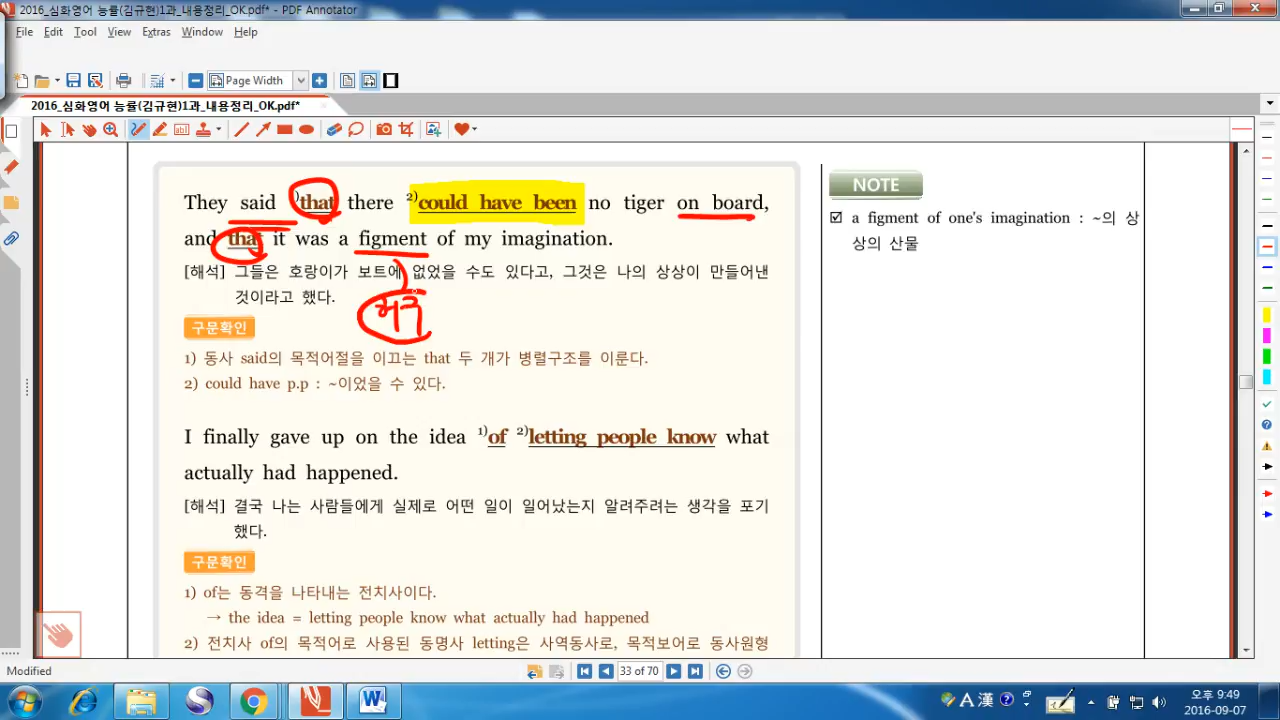 2016_심화영어 능률(김규현)1과_내용정리_OK.pdf* - PDF Annotator
File Edit Tool View Extras Window Help
Page Width
2016_심화영어 능률(김규현)1과_내용정리_OK.pdf*
They said 1)that there 2)could have been no tiger on board,
and that it was a figment of my imagination.
[해석] 그들은 호랑이가 보트에 없었을 수도 있다고, 그것은 나의 상상이 만들어낸
것이라고 했다.
허구
구문확인
1) 동사 said의 목적어절을 이끄는 that 두 개가 병렬구조를 이룬다.
2) could have p.p : ~이었을 수 있다.
I finally gave up on the idea 1)of 2)letting people know what
actually had happened.
[해석] 결국 나는 사람들에게 실제로 어떤 일이 일어났는지 알려주려는 생각을 포기
했다.
구문확인
1) of는 동격을 나타내는 전치사이다.
→ the idea = letting people know what actually had happened
2) 전치사 of의 목적어로 사용된 동명사 letting은 사역동사로, 목적보어로 동사원형
NOTE
☑ a figment of one's imagination : ~의 상
상의 산물
Modified
33 of 70
A 漢
오후 9:49
2016-09-07